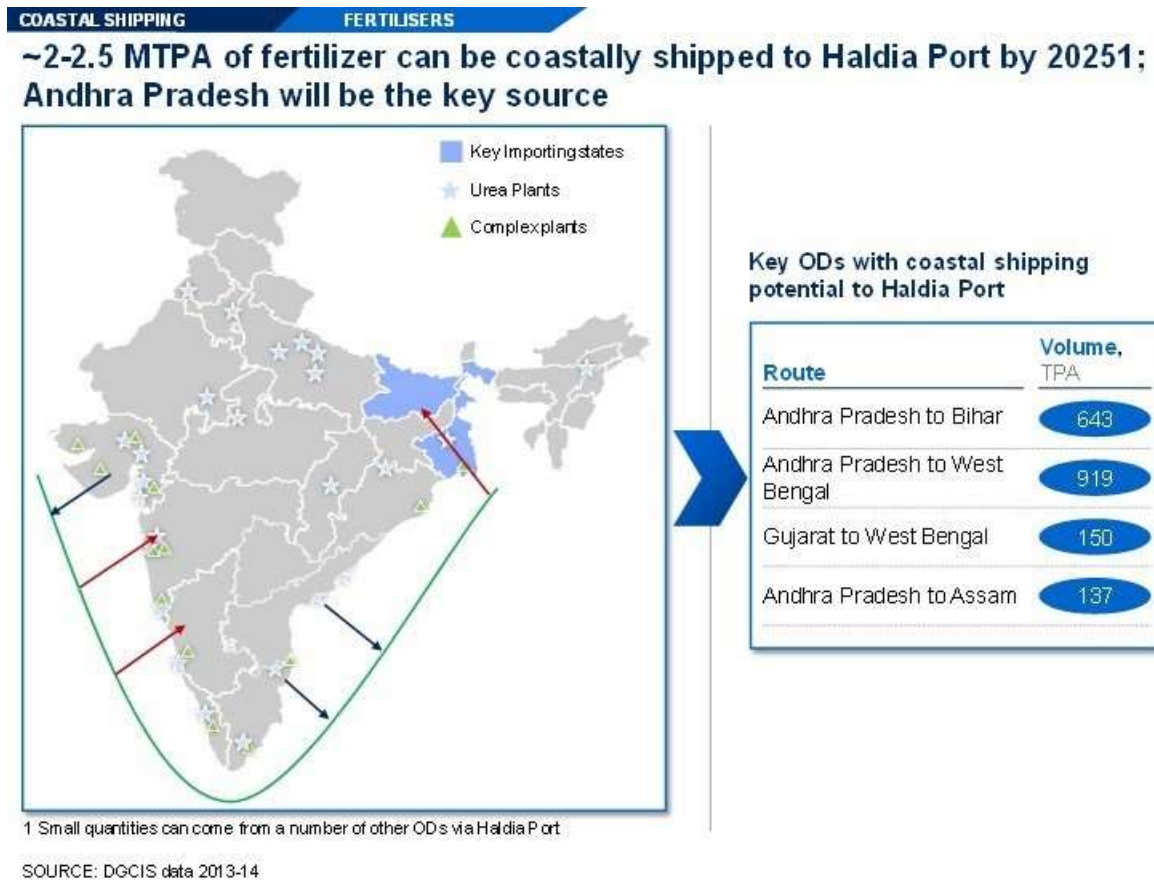 COASTAL SHIPPING
FERTILISERS
~2-2.5 MTPA of fertilizer can be coastally shipped to Haldia Port by 20251;
Andhra Pradesh will be the key source
Key Importingstates
Urea Plants
Complexplants
Key ODs with coastal shipping
potential to Haldia Port
Route
Volume,
TPA
Andhra Pradesh to Bihar
643
Andhra Pradesh to West
Bengal
919
Gujarat to West Bengal
150
Andhra Pradesh to Assam
137
1 Small quantities can come from a number of other ODs via Haldia Port
SOURCE: DGCIS data 2013-14